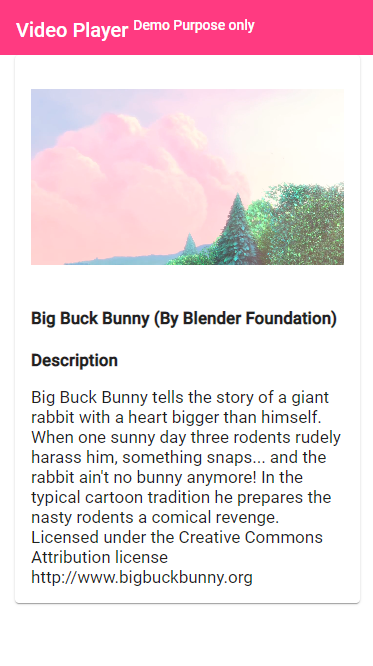 Video Player Demo Purpose only
Big Buck Bunny (By Blender Foundation)
Description
Big Buck Bunny tells the story of a giant
rabbit with a heart bigger than himself.
When one sunny day three rodents rudely
harass him, something snaps... and the
rabbit ain't no bunny anymore! In the
typical cartoon tradition he prepares the
nasty rodents a comical revenge.
Licensed under the Creative Commons
Attribution license
http://www.bigbuckbunny.org